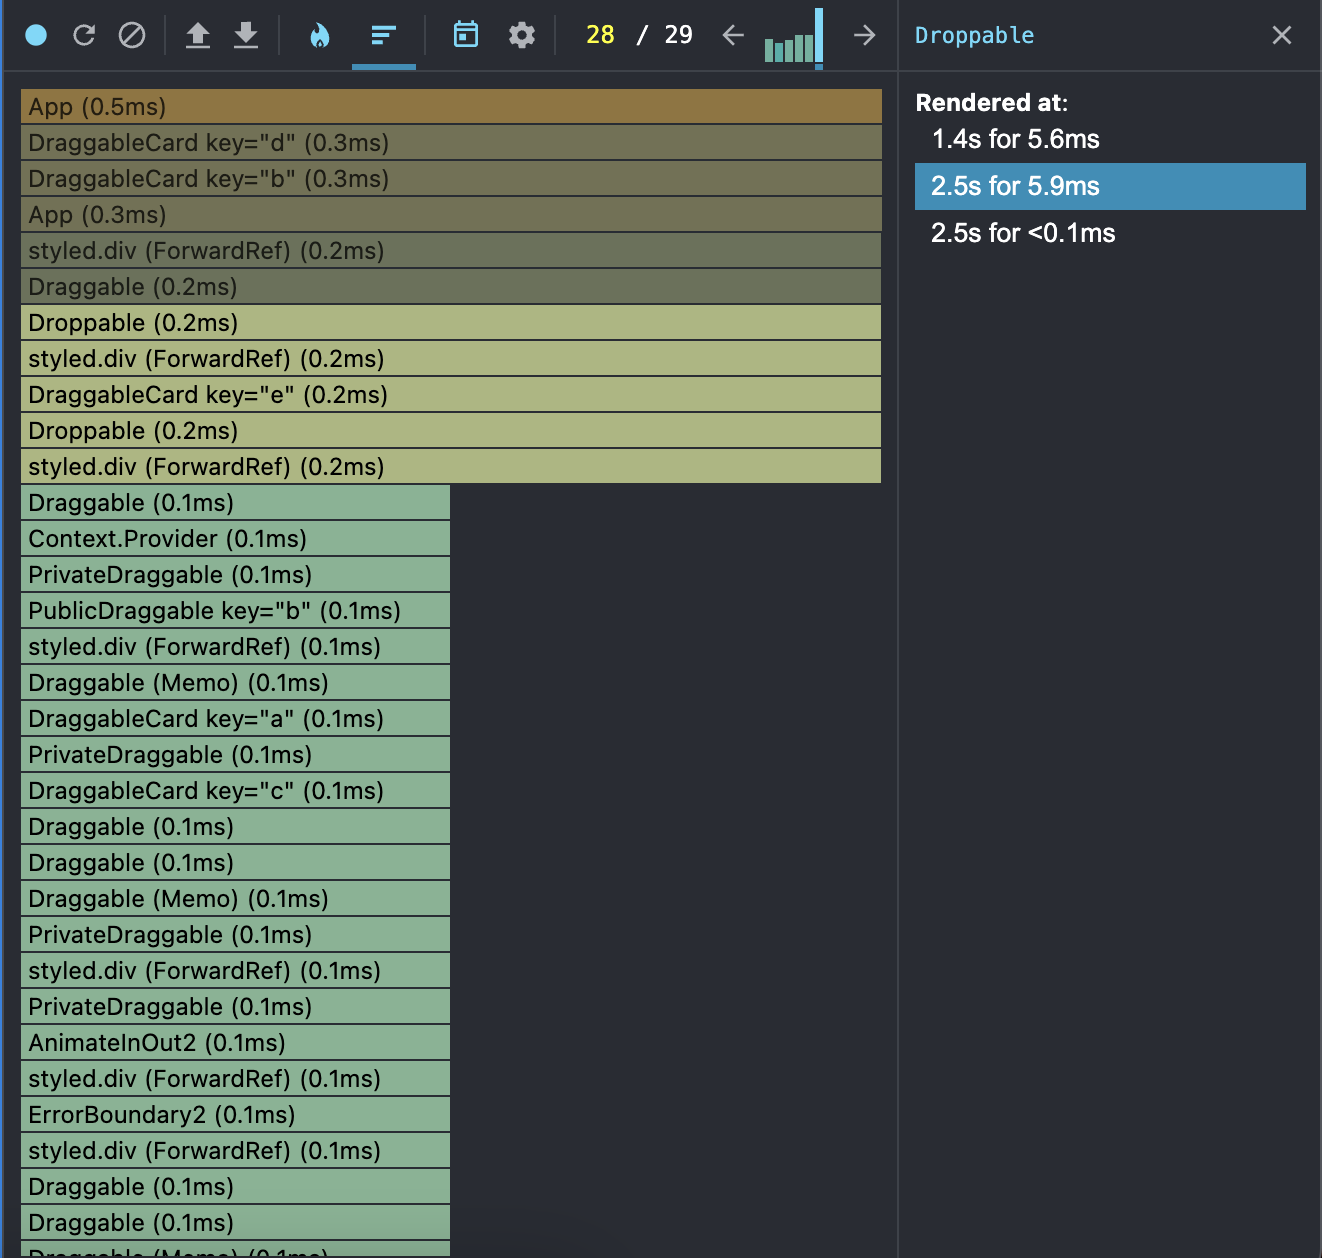 28 / 29
Droppable
App (0.5ms)
DraggableCard key="d" (0.3ms)
DraggableCard key="b" (0.3ms)
App (0.3ms)
styled.div (ForwardRef) (0.2ms)
Draggable (0.2ms)
Droppable (0.2ms)
styled.div (ForwardRef) (0.2ms)
DraggableCard key="e" (0.2ms)
Droppable (0.2ms)
styled.div (ForwardRef) (0.2ms)
Draggable (0.1ms)
Context.Provider (0.1ms)
PrivateDraggable (0.1ms)
PublicDraggable key="b" (0.1ms)
styled.div (ForwardRef) (0.1ms)
Draggable (Memo) (0.1ms)
DraggableCard key="a" (0.1ms)
PrivateDraggable (0.1ms)
DraggableCard key="c" (0.1ms)
Draggable (0.1ms)
Draggable (0.1ms)
Draggable (Memo) (0.1ms)
PrivateDraggable (0.1ms)
styled.div (ForwardRef) (0.1ms)
PrivateDraggable (0.1ms)
AnimateInOut2 (0.1ms)
styled.div (ForwardRef) (0.1ms)
ErrorBoundary2 (0.1ms)
styled.div (ForwardRef) (0.1ms)
Draggable (0.1ms)
Draggable (0.1ms)
Draggable (Memo) (0.1ms)
Rendered at:
1.4s for 5.6ms
2.5s for 5.9ms
2.5s for <0.1ms